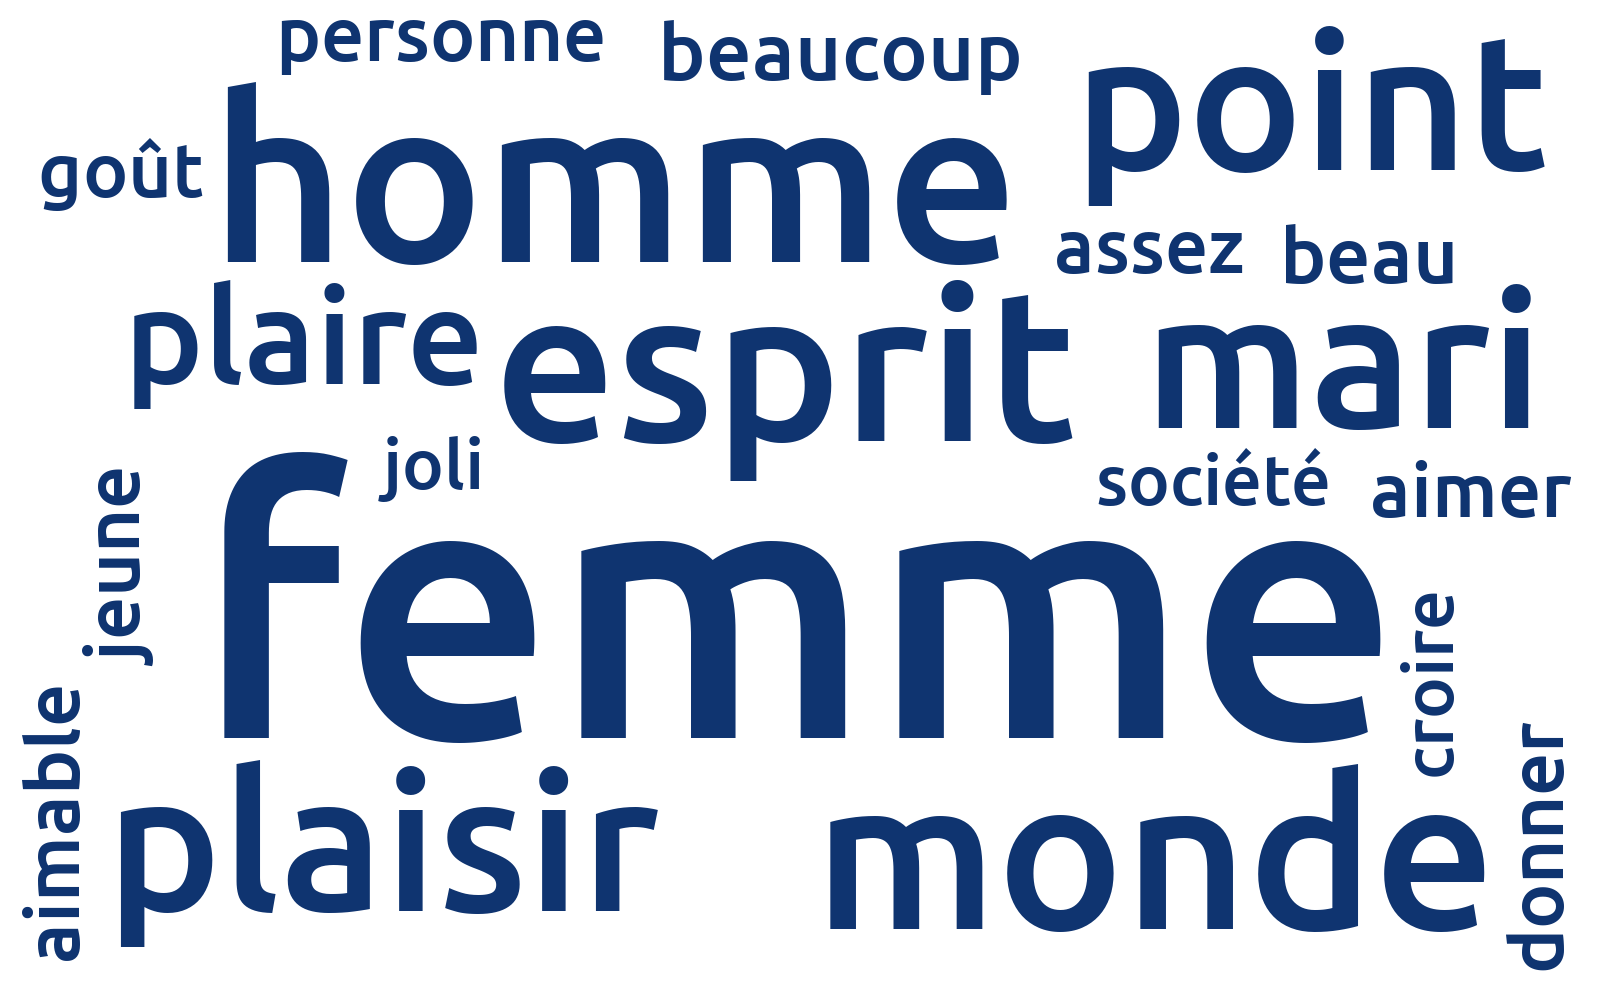 personne
beaucoup
point
goût
homme
assez
beau
plaire
esprit
mari
joli
société
aimer
jeune
femme
croire
aimable
plaisir
monde
donner